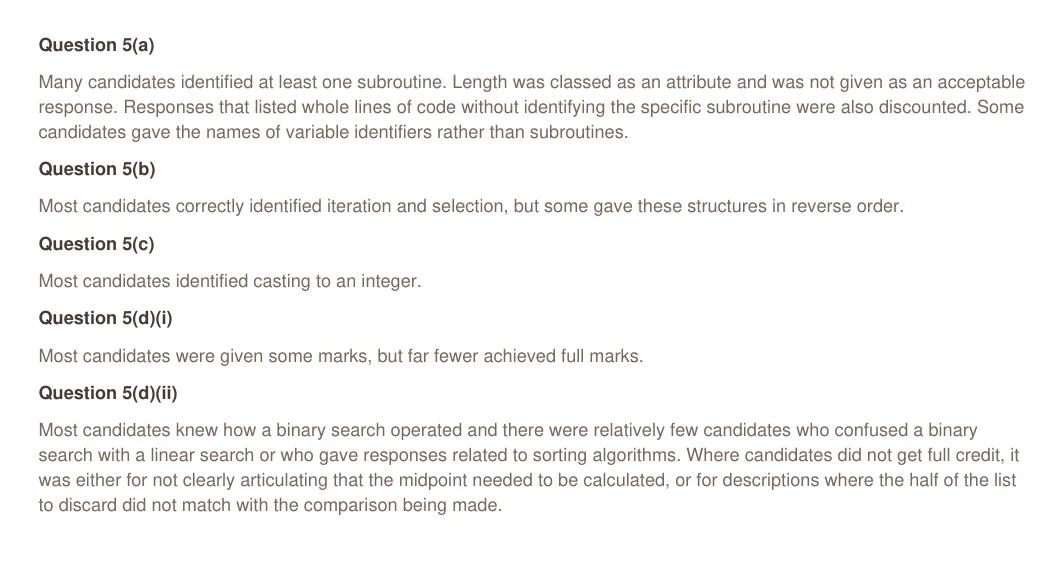 Question 5(a)
Many candidates identified at least one subroutine. Length was classed as an attribute and was not given as an acceptable
response. Responses that listed whole lines of code without identifying the specific subroutine were also discounted. Some
candidates gave the names of variable identifiers rather than subroutines.
Question 5(b)
Most candidates correctly identified iteration and selection, but some gave these structures in reverse order.
Question 5(c)
Most candidates identified casting to an integer.
Question 5(d)(i)
Most candidates were given some marks, but far fewer achieved full marks.
Question 5(d)(ii)
Most candidates knew how a binary search operated and there were relatively few candidates who confused a binary
search with a linear search or who gave responses related to sorting algorithms. Where candidates did not get full credit, it
was either for not clearly articulating that the midpoint needed to be calculated, or for descriptions where the half of the list
to discard did not match with the comparison being made.